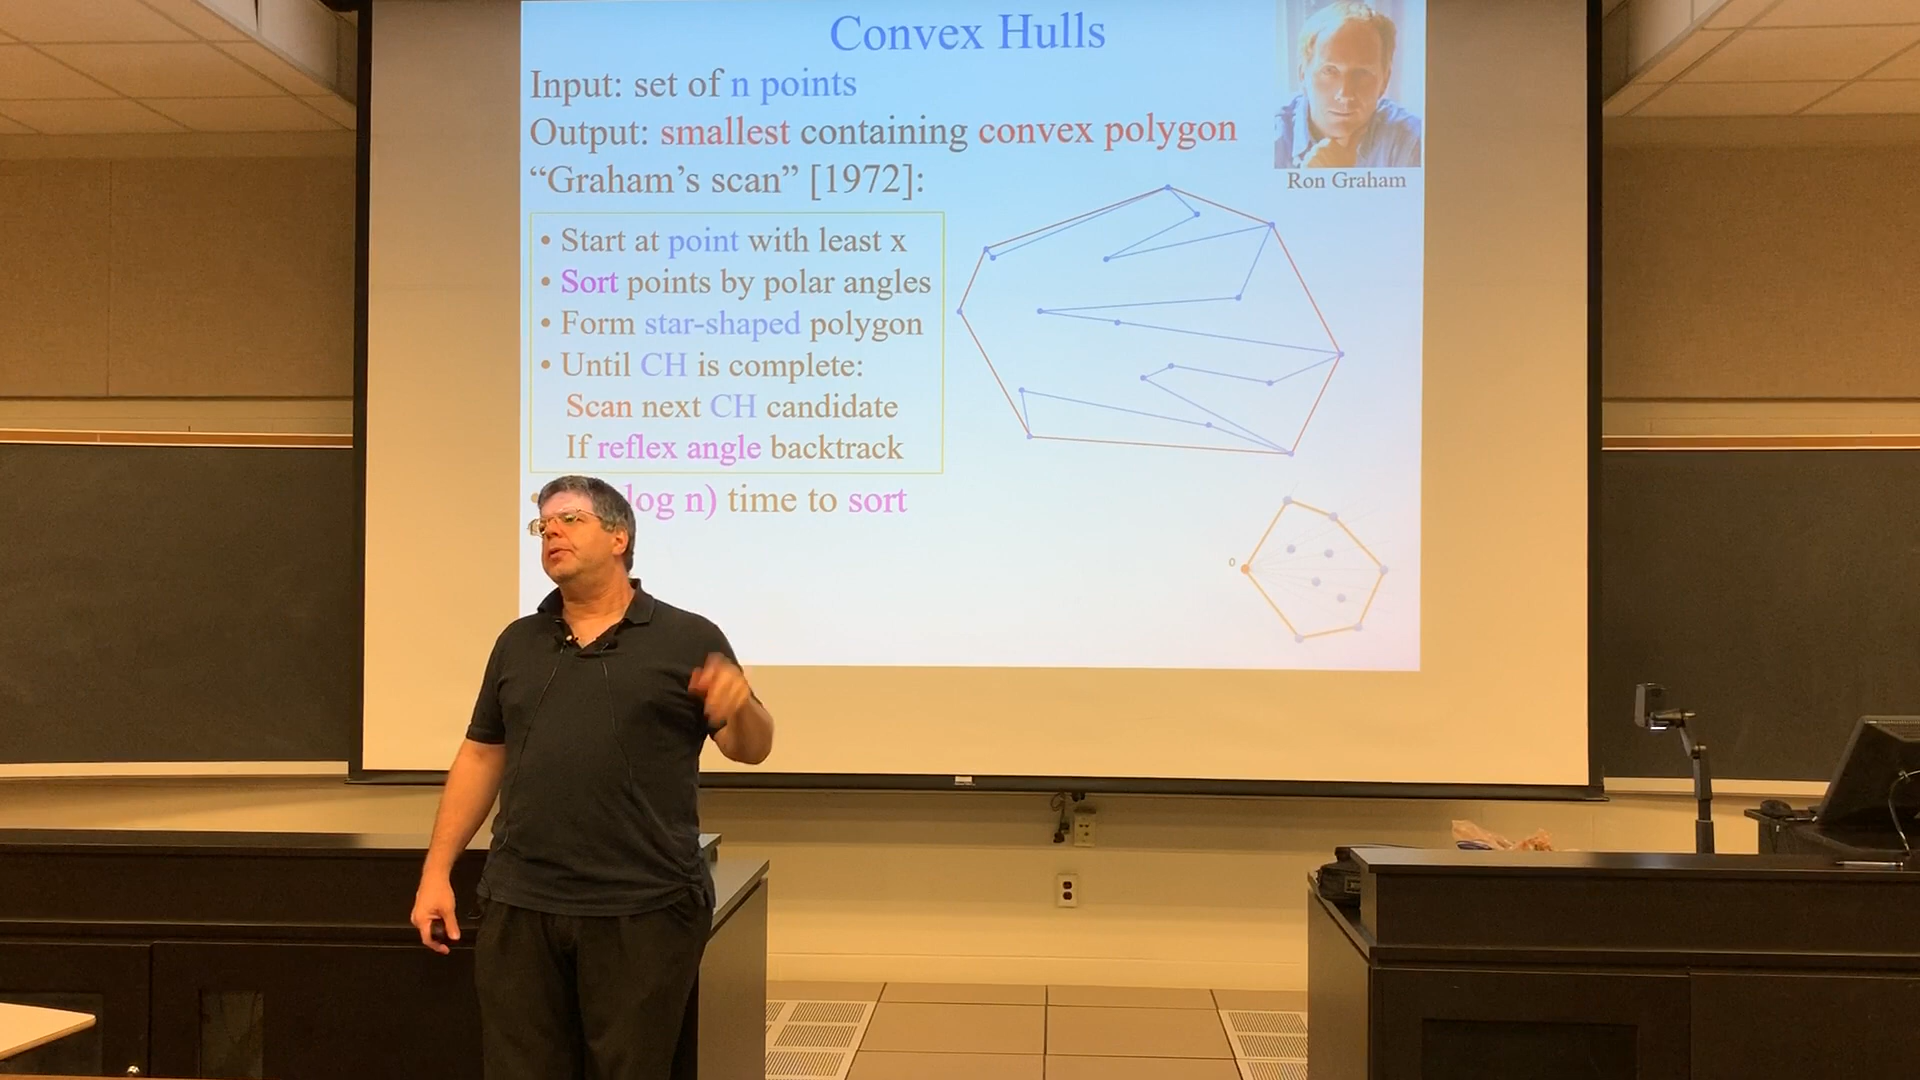 Convex Hulls
Input: set of n points
Output: smallest containing convex polygon
“Graham’s scan” [1972]:
Ron Graham
• Start at point with least x
• Sort points by polar angles
• Form star-shaped polygon
• Until CH is complete:
Scan next CH candidate
If reflex angle backtrack
log n) time to sort
0